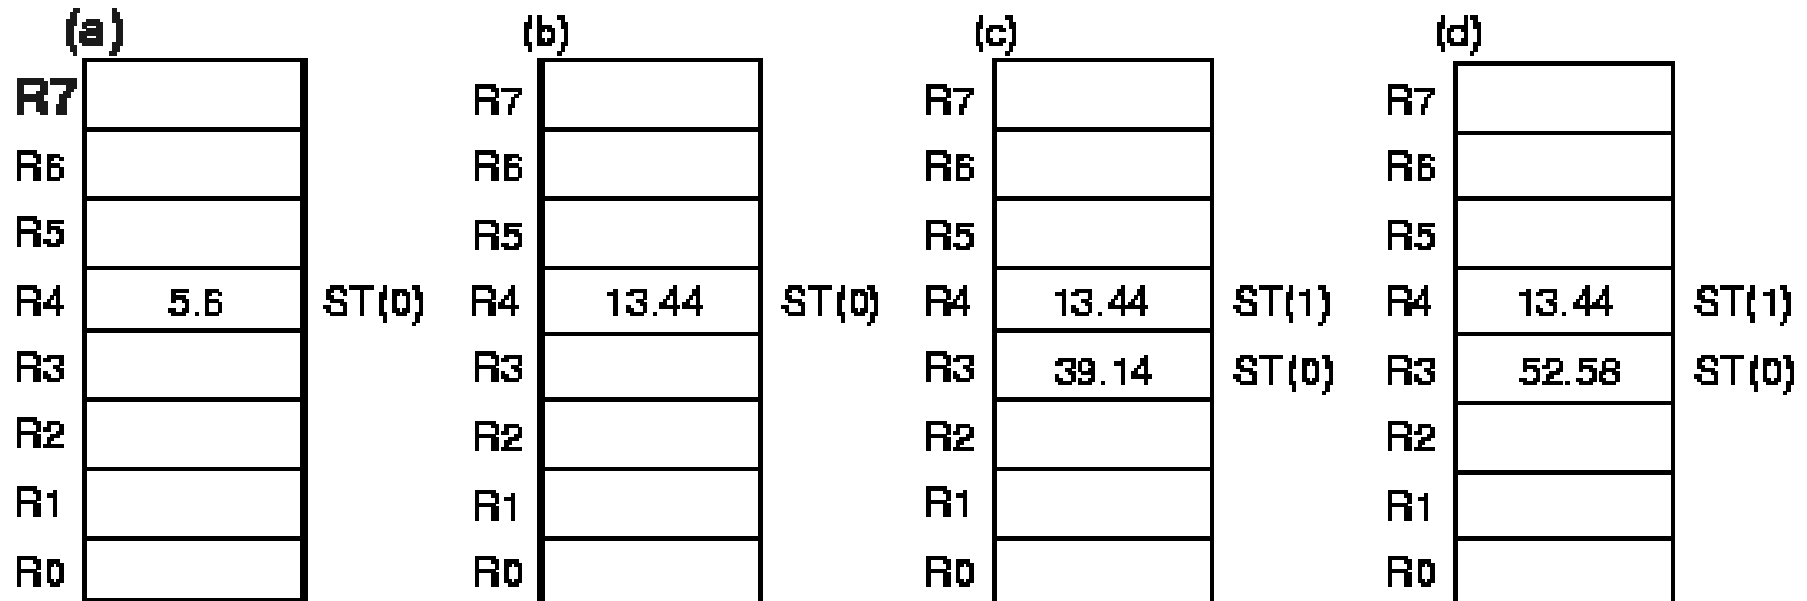 (a) (b) (c) (d)
R7 R7 R7 R7
R6 R6 R6 R6
R5 R5 R5 R5
R4 5.6 ST(0) R4 13.44 ST(0) R4 13.44 ST(1) R4 13.44 ST(1)
R3 R3 R3 39.14 ST(0) R3 52.58 ST(0)
R2 R2 R2 R2
R1 R1 R1 R1
R0 R0 R0 R0